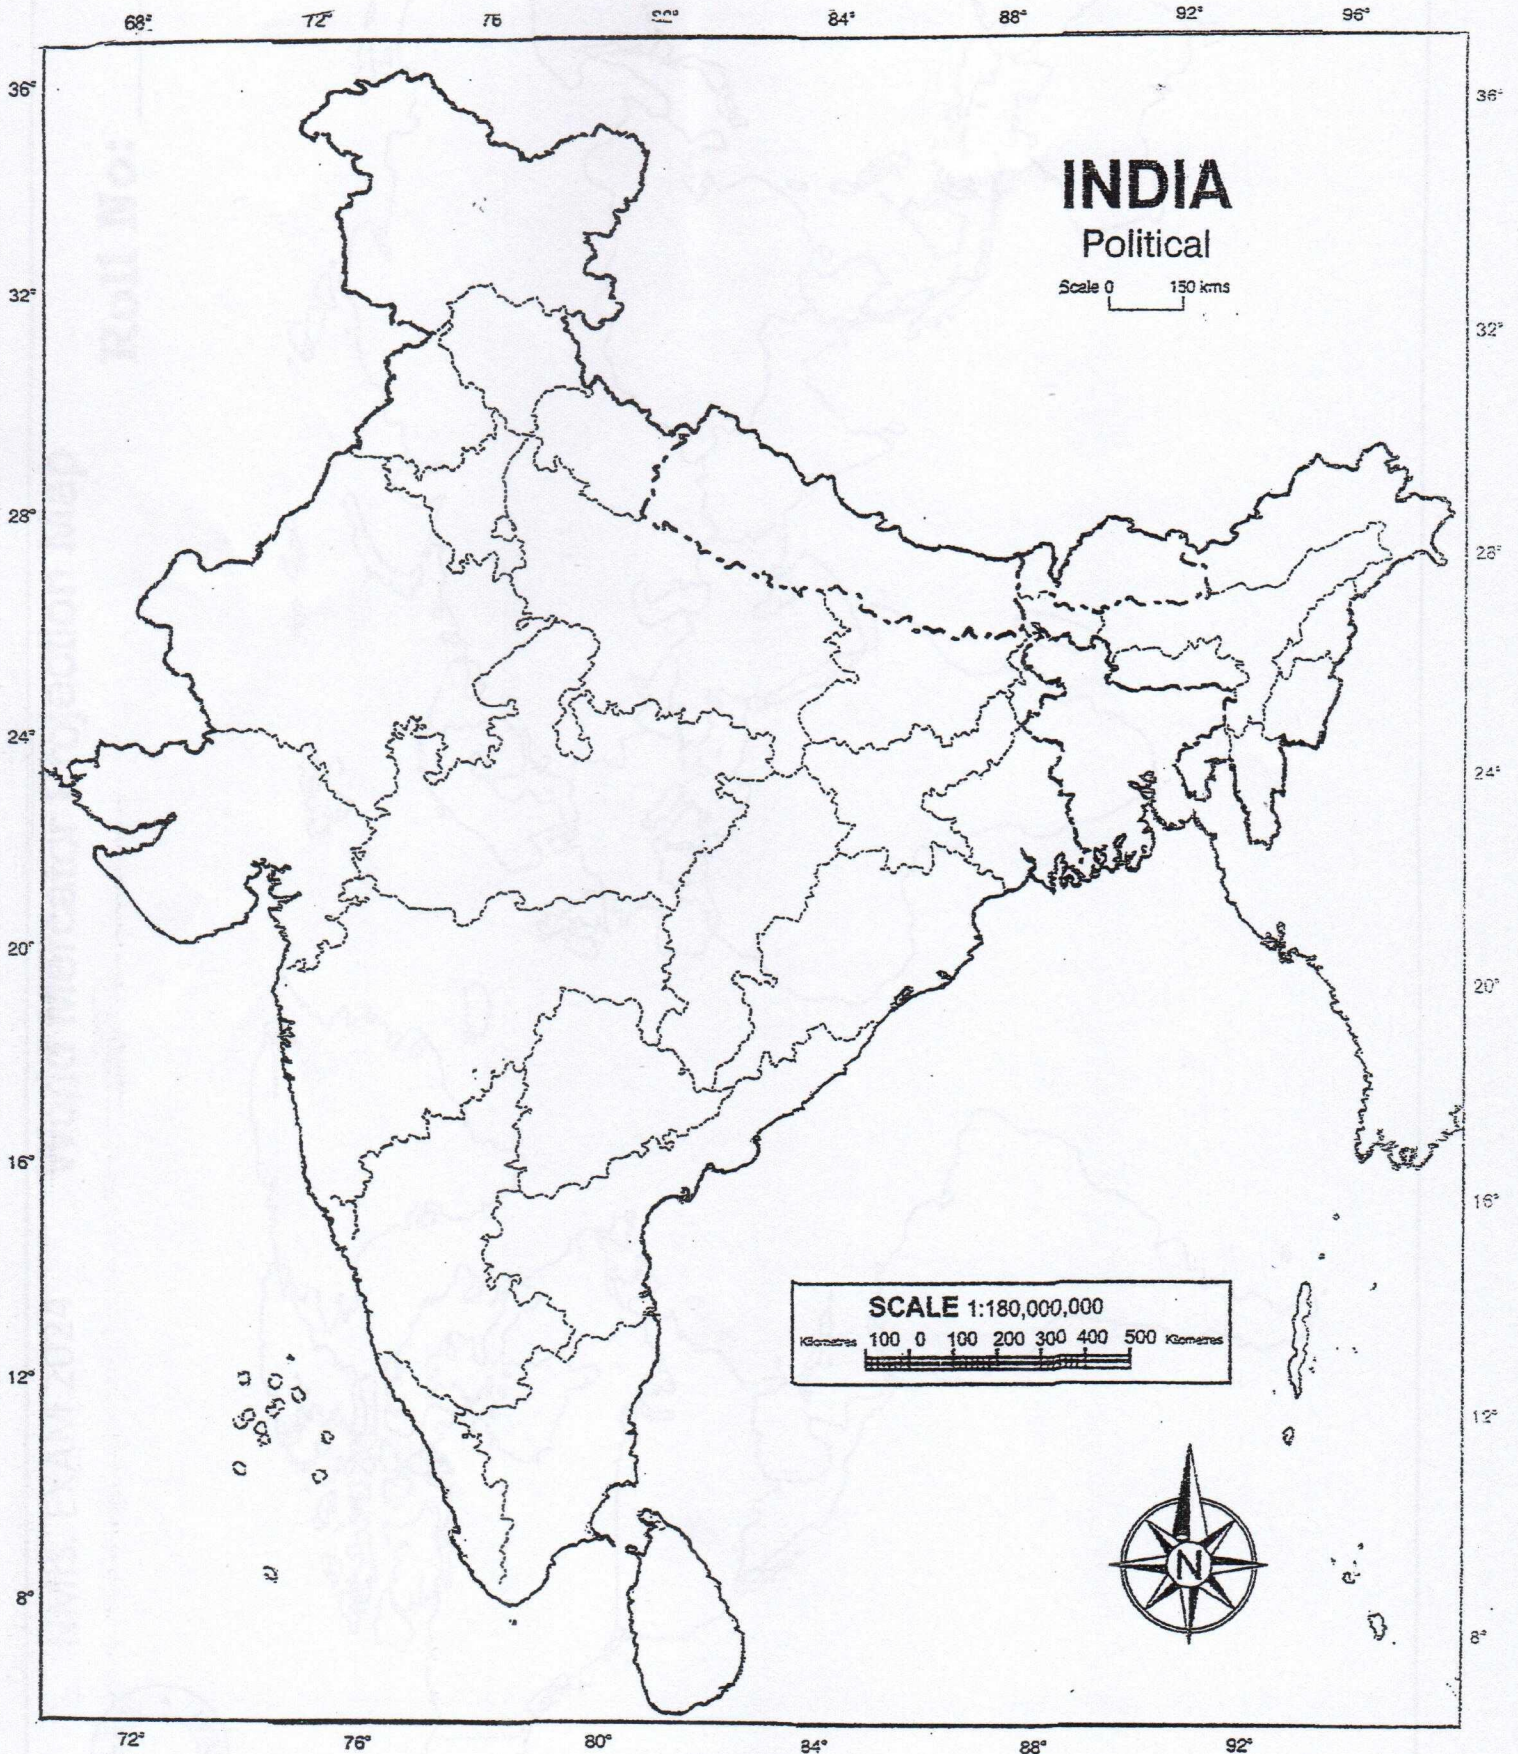 68° 72° 76 80° 84° 88° 92° 96°
36° 36°
INDIA
Political
Scale 0 150 kms
32° 32°
28° 28°
24° 24°
20° 20°
16° 16°
SCALE 1:180,000,000
Kilometres 100 0 100 200 300 400 500 Kilometres
12° 12°
N
8° 8°
72° 76° 80° 84° 88° 92°